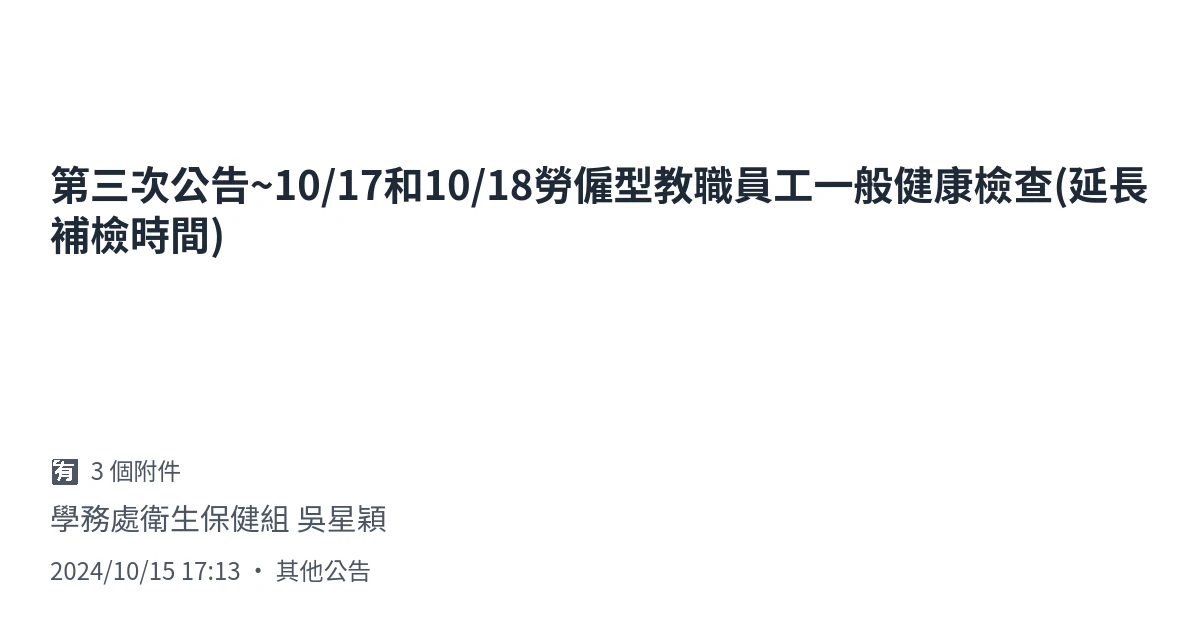 第三次公告~10/17和10/18勞僱型教職員工一般健康檢查(延長
補檢時間)
🈶 3 個附件
學務處衛生保健組 吳星穎
2024/10/15 17:13 · 其他公告